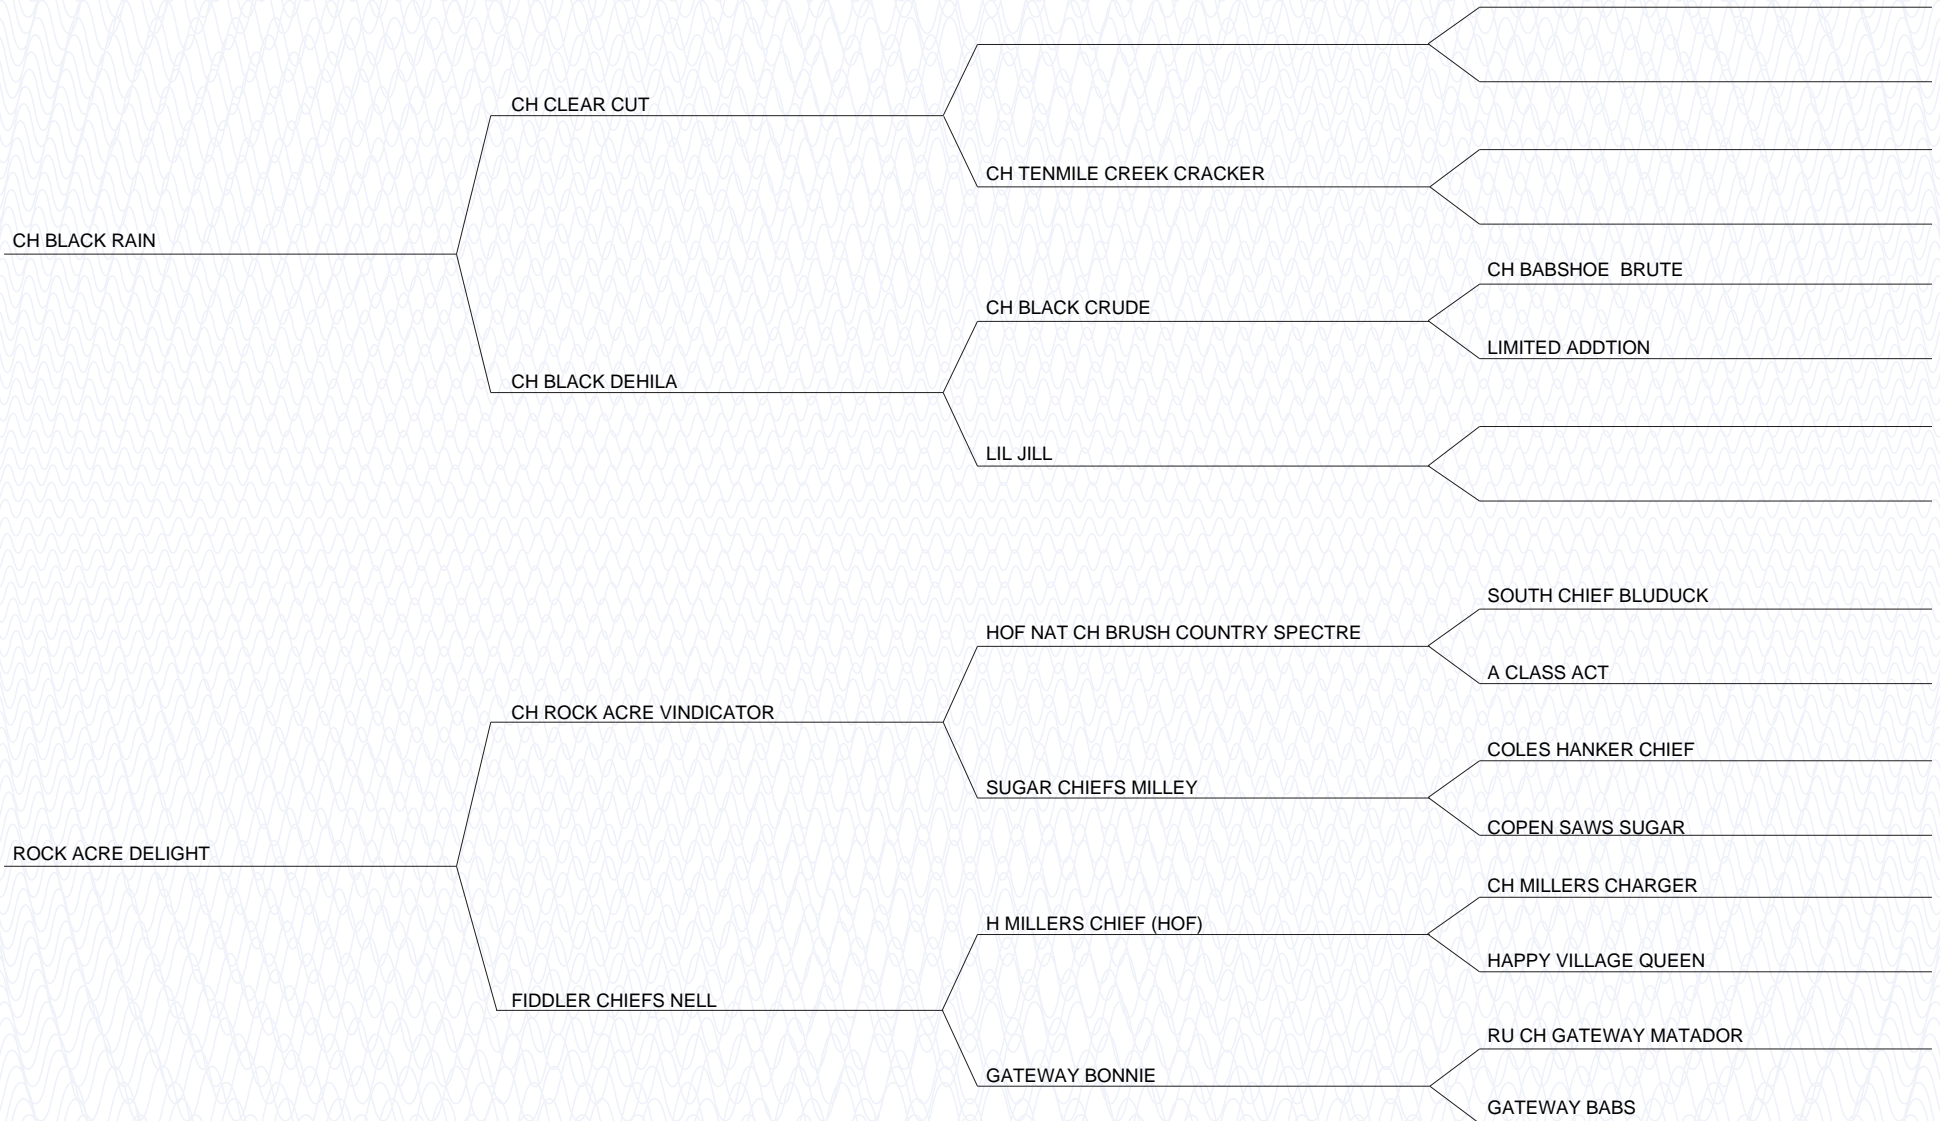 CH CLEAR CUT
CH TENMILE CREEK CRACKER
CH BLACK RAIN
CH BABSHOE  BRUTE
CH BLACK CRUDE
LIMITED ADDTION
CH BLACK DEHILA
LIL JILL
SOUTH CHIEF BLUDUCK
HOF NAT CH BRUSH COUNTRY SPECTRE
A CLASS ACT
CH ROCK ACRE VINDICATOR
COLES HANKER CHIEF
SUGAR CHIEFS MILLEY
COPEN SAWS SUGAR
ROCK ACRE DELIGHT
CH MILLERS CHARGER
H MILLERS CHIEF (HOF)
HAPPY VILLAGE QUEEN
FIDDLER CHIEFS NELL
RU CH GATEWAY MATADOR
GATEWAY BONNIE
GATEWAY BABS